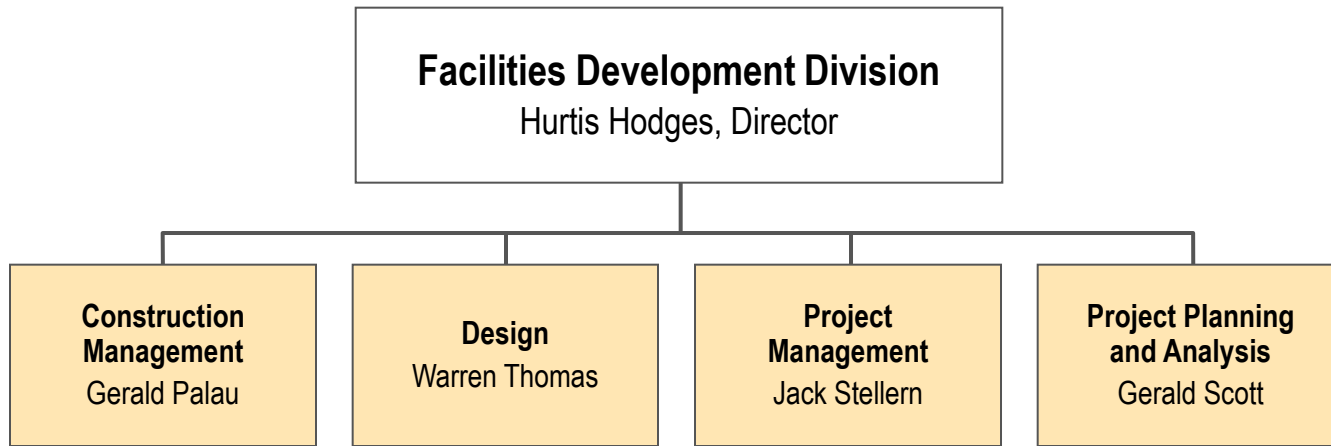 Facilities Development Division
Hurtis Hodges, Director
Construction
Management
Gerald Palau
Design
Warren Thomas
Project
Management
Jack Stellern
Project Planning
and Analysis
Gerald Scott